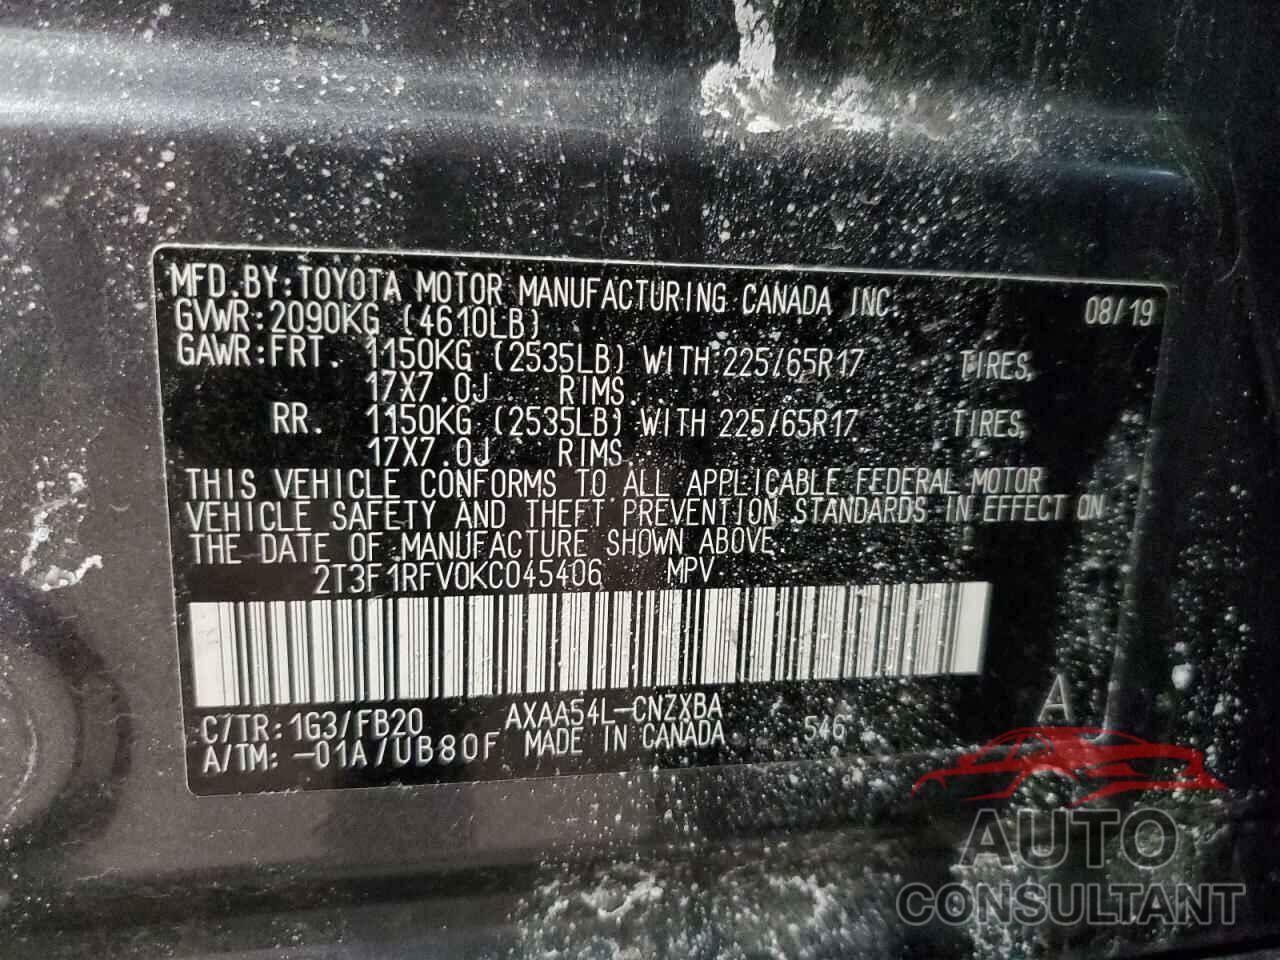 MFD.BY:TOYOTA MOTOR MANUFACTURING CANADA INC. 08/19
GVWR:2090KG (4610LB)
GAWR:FRT. 1150KG (2535LB) WITH 225/65R17 TIRES,
17X7.0J RIMS.
RR. 1150KG (2535LB) WITH 225/65R17 TIRES,
17X7.0J RIMS.
THIS VEHICLE CONFORMS TO ALL APPLICABLE FEDERAL MOTOR
VEHICLE SAFETY AND THEFT PREVENTION STANDARDS IN EFFECT ON
THE DATE OF MANUFACTURE SHOWN ABOVE.
2T3F1RFV0KC045406 MPV
C/TR:1G3/FB20 AXAA54L-CNZXBA A
A/TM:-01A/UB80F MADE IN CANADA 546
AUTO
CONSULTANT